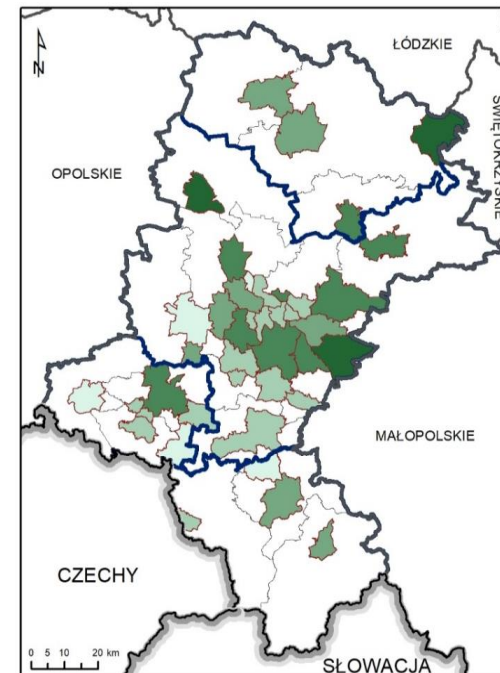 N
ŁÓDZKIE
ŚWIĘTOKRZYSKIE
OPOLSKIE
MAŁOPOLSKIE
CZECHY
SŁOWACJA
0 5 10 20 km